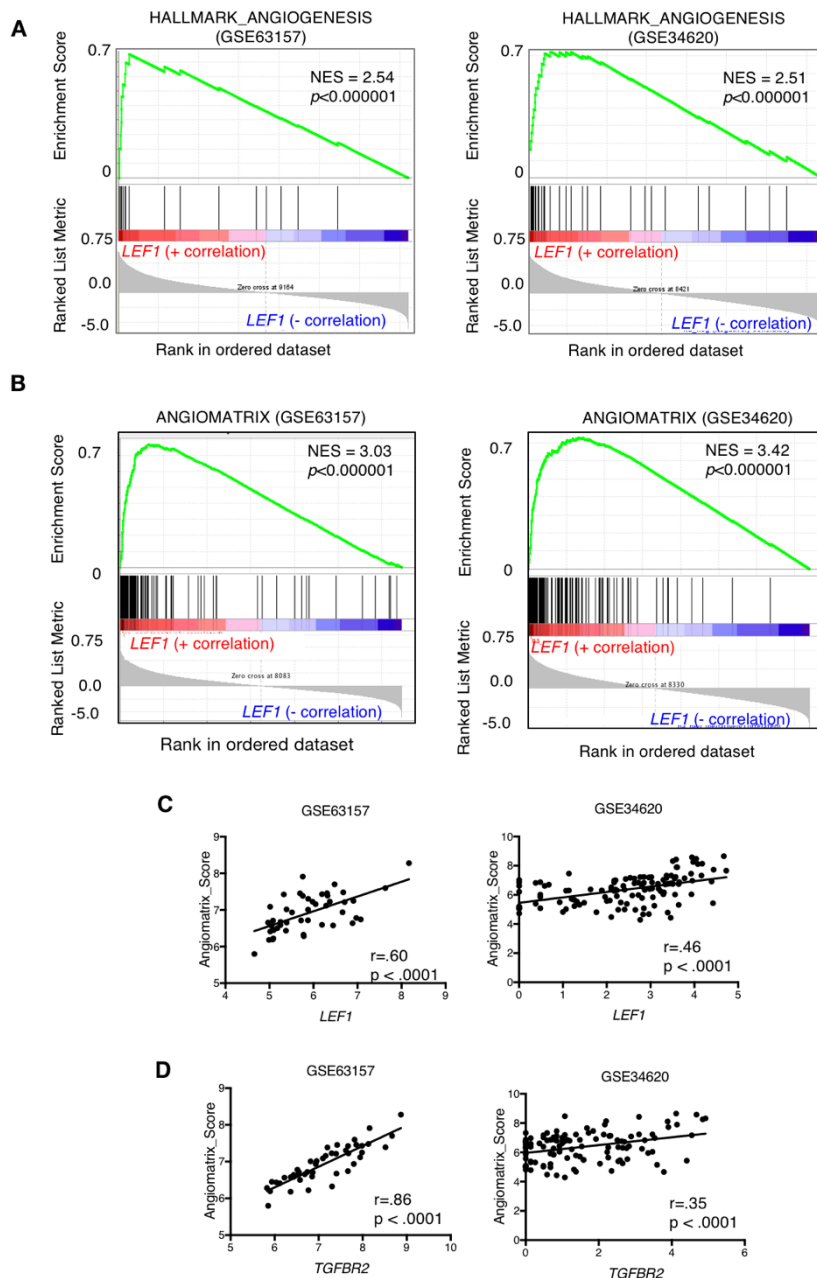 A
HALLMARK_ANGIOGENESIS
(GSE63157)
0.7
NES = 2.54
p<0.000001
Enrichment Score
0
Ranked List Metric
0.75
LEF1 (+ correlation)
0.0
Zero cross at 9164
-5.0
LEF1 (- correlation)
Rank in ordered dataset
HALLMARK_ANGIOGENESIS
(GSE34620)
0.7
NES = 2.51
p<0.000001
Enrichment Score
0
Ranked List Metric
0.75
LEF1 (+ correlation)
0.0
Zero cross at 8421
-5.0
LEF1 (- correlation)
Rank in ordered dataset
B
ANGIOMATRIX (GSE63157)
0.7
NES = 3.03
p<0.000001
Enrichment Score
0
Ranked List Metric
0.75
LEF1 (+ correlation)
0.0
Zero cross at 8083
-5.0
LEF1 (- correlation)
Rank in ordered dataset
ANGIOMATRIX (GSE34620)
0.7
NES = 3.42
p<0.000001
Enrichment Score
0
Ranked List Metric
0.75
LEF1 (+ correlation)
0.0
Zero cross at 8330
-5.0
LEF1 (- correlation)
Rank in ordered dataset
C
GSE63157
Angiomatrix_Score
9
8
7
6
5
r=.60
p < .0001
4 5 6 7 8 9
LEF1
GSE34620
Angiomatrix_Score
10
8
6
4
2
0
r=.46
p < .0001
0 1 2 3 4 5
LEF1
D
GSE63157
Angiomatrix_Score
9
8
7
6
5
r=.86
p < .0001
5 6 7 8 9 10
TGFBR2
GSE34620
Angiomatrix_Score
10
8
6
4
2
0
r=.35
p < .0001
0 2 4 6
TGFBR2